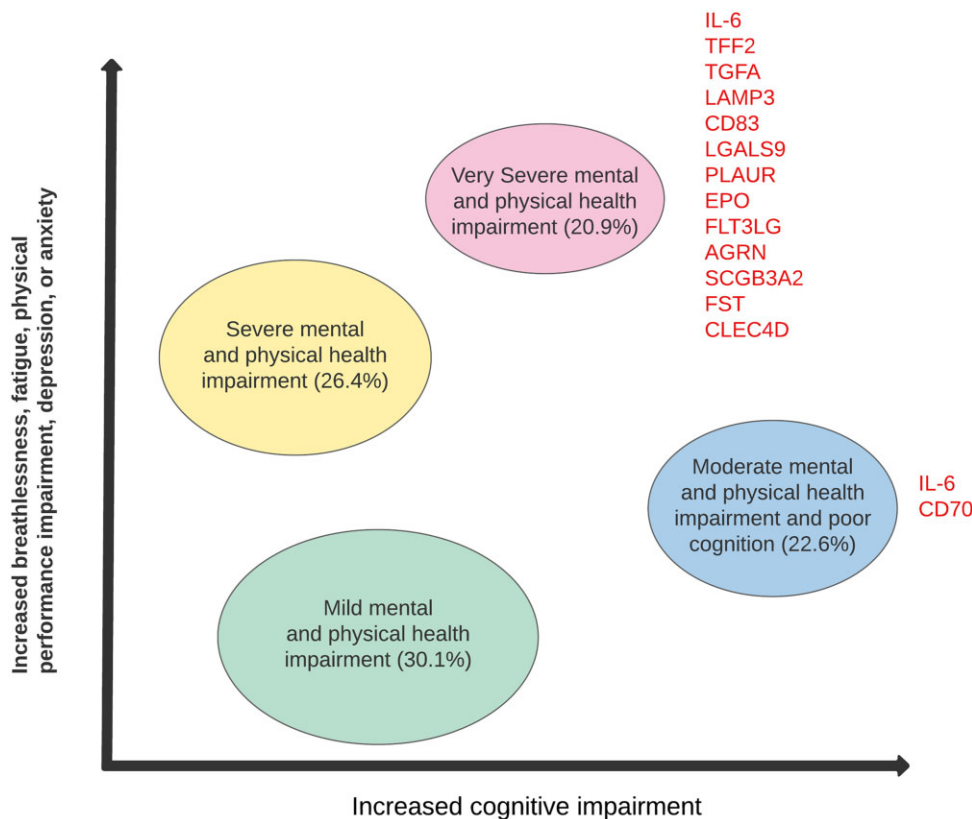 IL-6
TFF2
TGFA
LAMP3
CD83
LGALS9
PLAUR
EPO
FLT3LG
AGRN
SCGB3A2
FST
CLEC4D
Very Severe mental
and physical health
impairment (20.9%)
Severe mental
and physical health
impairment (26.4%)
Moderate mental
and physical health
impairment and poor
cognition (22.6%)
IL-6
CD70
Mild mental
and physical health
impairment (30.1%)
Increased breathlessness, fatigue, physical
performance impairment, depression, or anxiety
Increased cognitive impairment